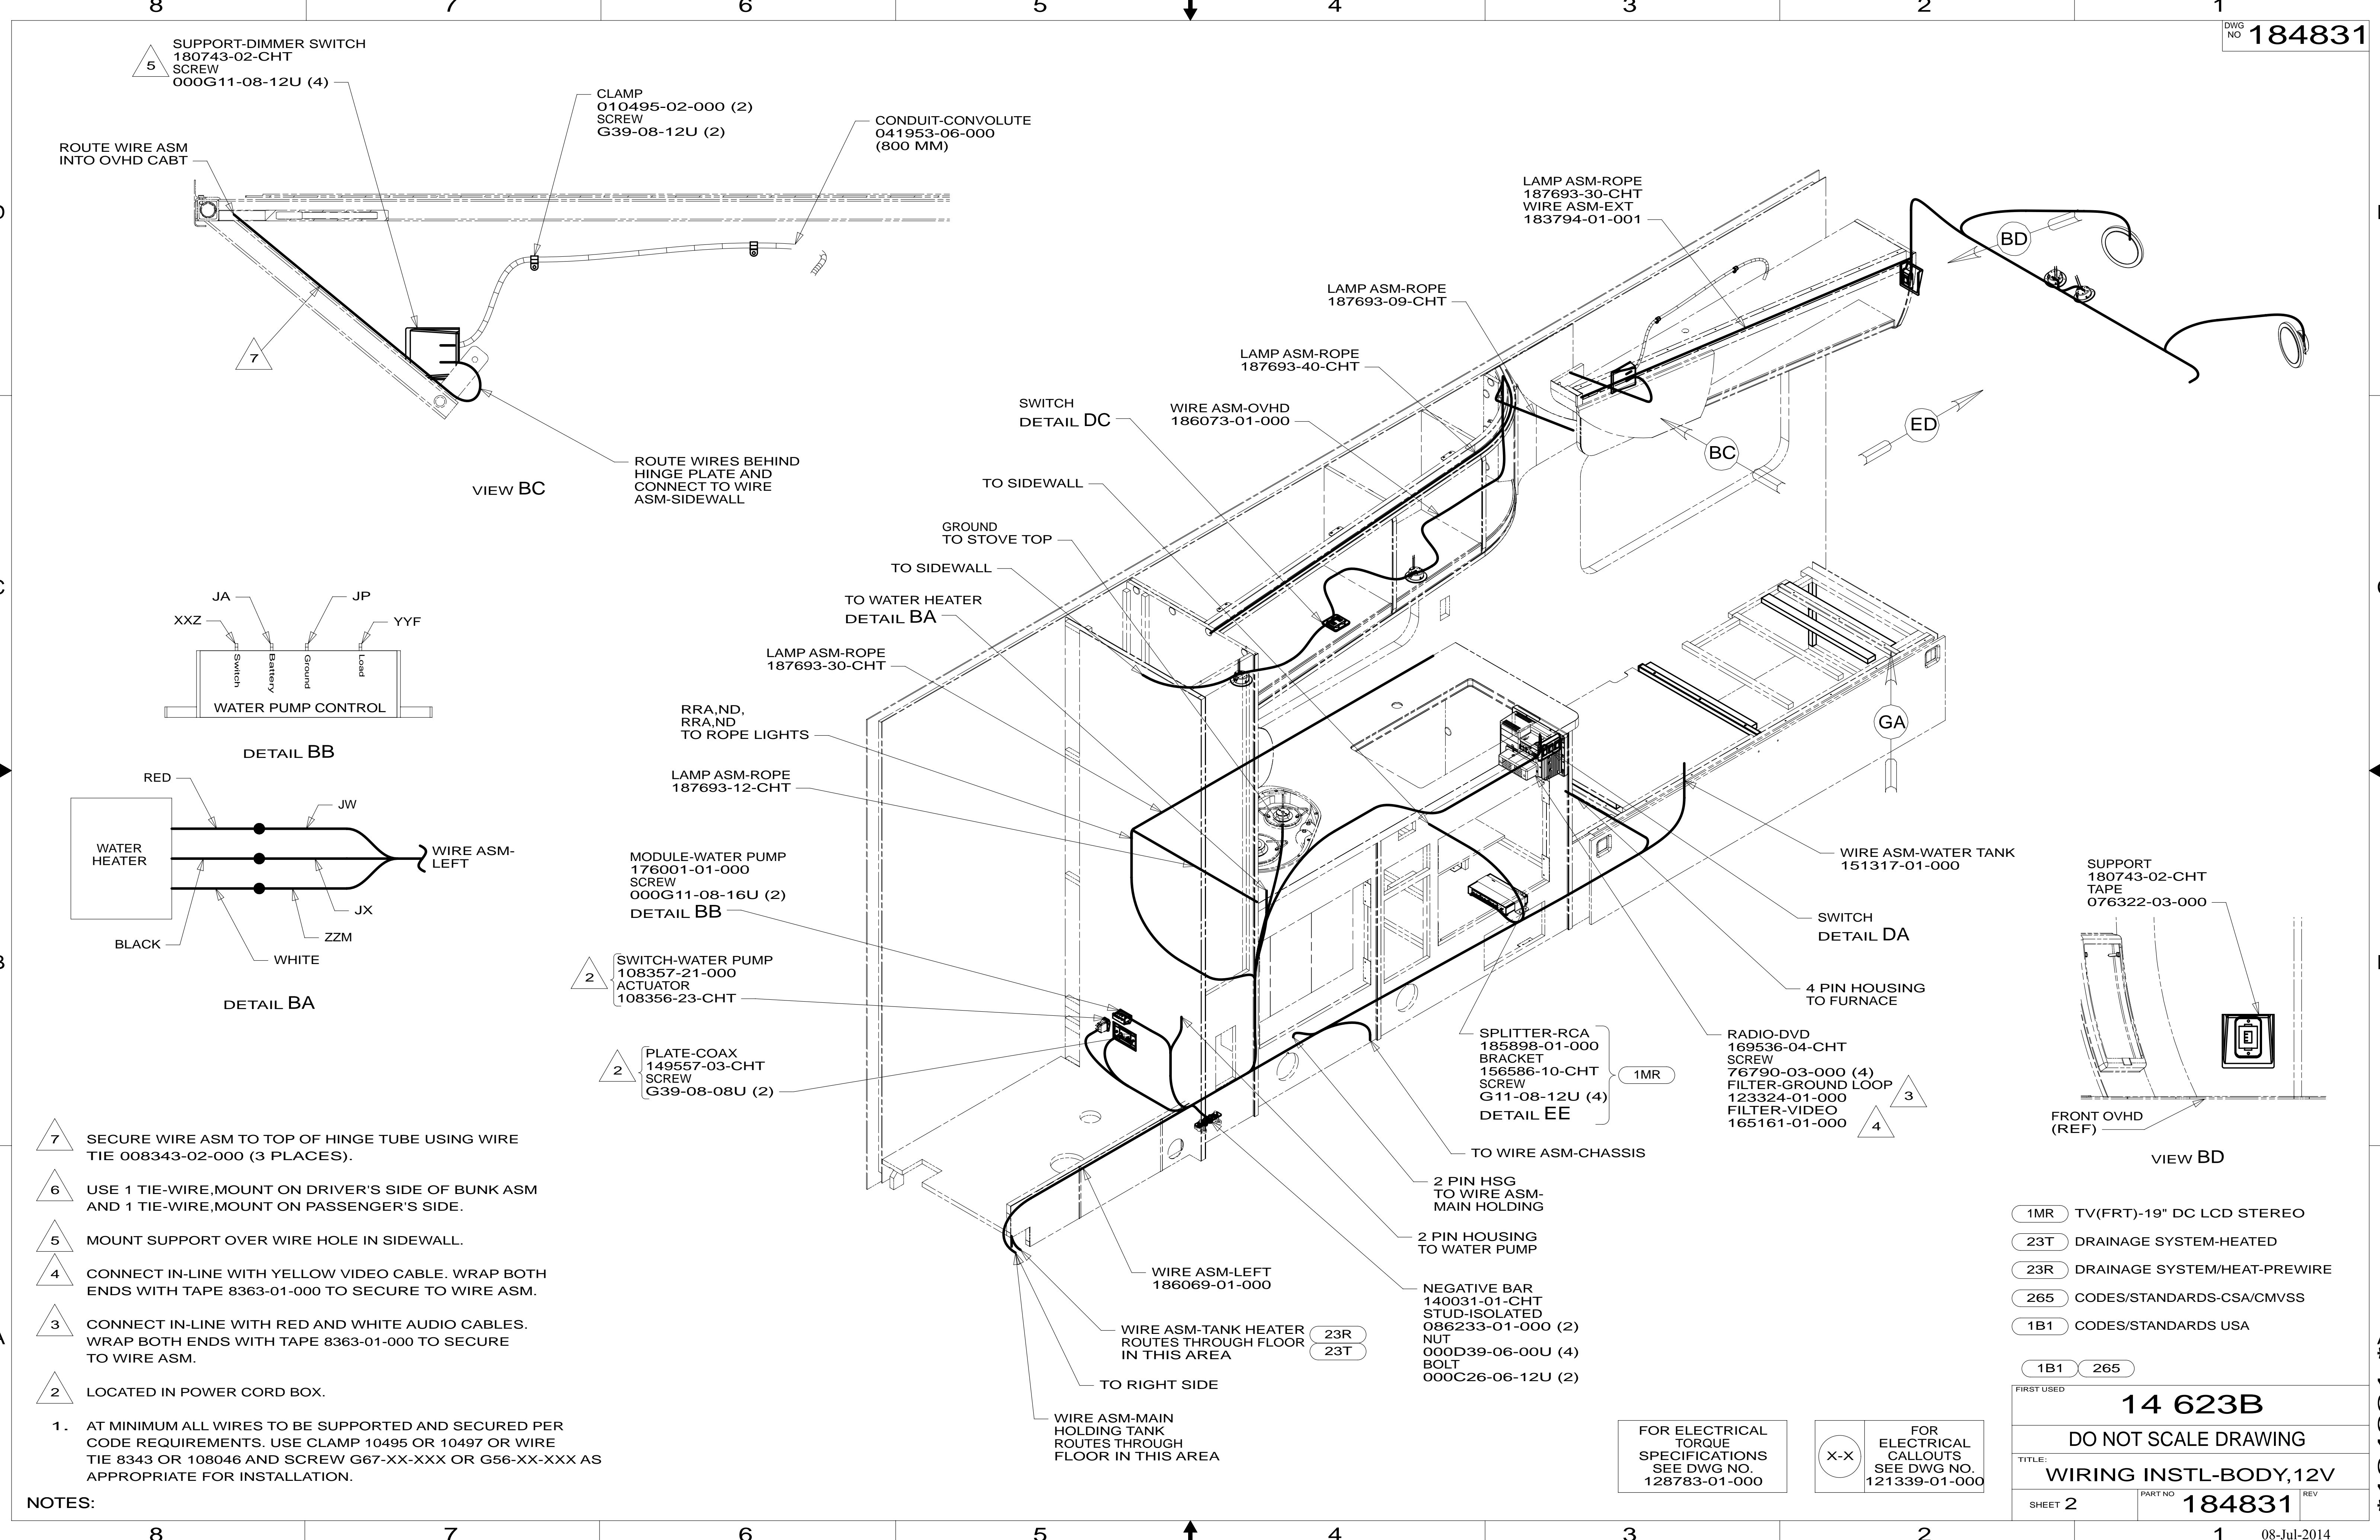 8 7 6 5 4 3 2 1
DWG NO 184831
SUPPORT-DIMMER SWITCH
180743-02-CHT
SCREW
000G11-08-12U (4)
5
CLAMP
010495-02-000 (2)
SCREW
G39-08-12U (2)
CONDUIT-CONVOLUTE
041953-06-000
(800 MM)
ROUTE WIRE ASM
INTO OVHD CABT
7
ROUTE WIRES BEHIND
HINGE PLATE AND
CONNECT TO WIRE
ASM-SIDEWALL
VIEW BC
LAMP ASM-ROPE
187693-30-CHT
WIRE ASM-EXT
183794-01-001
BD
LAMP ASM-ROPE
187693-09-CHT
LAMP ASM-ROPE
187693-40-CHT
SWITCH
DETAIL DC
WIRE ASM-OVHD
186073-01-000
ED
BC
TO SIDEWALL
GROUND
TO STOVE TOP
TO SIDEWALL
TO WATER HEATER
DETAIL BA
LAMP ASM-ROPE
187693-30-CHT
RRA,ND,
RRA,ND
TO ROPE LIGHTS
LAMP ASM-ROPE
187693-12-CHT
GA
JA
JP
XXZ
YYF
Switch
Battery
Ground
Load
WATER PUMP CONTROL
DETAIL BB
RED
JW
WATER
HEATER
WIRE ASM-
LEFT
JX
BLACK
ZZM
WHITE
DETAIL BA
MODULE-WATER PUMP
176001-01-000
SCREW
000G11-08-16U (2)
DETAIL BB
2
SWITCH-WATER PUMP
108357-21-000
ACTUATOR
108356-23-CHT
2
PLATE-COAX
149557-03-CHT
SCREW
G39-08-08U (2)
WIRE ASM-WATER TANK
151317-01-000
SWITCH
DETAIL DA
4 PIN HOUSING
TO FURNACE
SUPPORT
180743-02-CHT
TAPE
076322-03-000
FRONT OVHD
(REF)
VIEW BD
SPLITTER-RCA
185898-01-000
BRACKET
156586-10-CHT
SCREW
G11-08-12U (4)
DETAIL EE
1MR
RADIO-DVD
169536-04-CHT
SCREW
76790-03-000 (4)
FILTER-GROUND LOOP
123324-01-000
3
FILTER-VIDEO
165161-01-000
4
TO WIRE ASM-CHASSIS
2 PIN HSG
TO WIRE ASM-
MAIN HOLDING
2 PIN HOUSING
TO WATER PUMP
NEGATIVE BAR
140031-01-CHT
STUD-ISOLATED
086233-01-000 (2)
NUT
000D39-06-00U (4)
BOLT
000C26-06-12U (2)
WIRE ASM-LEFT
186069-01-000
WIRE ASM-TANK HEATER
ROUTES THROUGH FLOOR
IN THIS AREA
23R
23T
TO RIGHT SIDE
WIRE ASM-MAIN
HOLDING TANK
ROUTES THROUGH
FLOOR IN THIS AREA
7 SECURE WIRE ASM TO TOP OF HINGE TUBE USING WIRE
TIE 008343-02-000 (3 PLACES).
6 USE 1 TIE-WIRE,MOUNT ON DRIVER'S SIDE OF BUNK ASM
AND 1 TIE-WIRE,MOUNT ON PASSENGER'S SIDE.
5 MOUNT SUPPORT OVER WIRE HOLE IN SIDEWALL.
4 CONNECT IN-LINE WITH YELLOW VIDEO CABLE. WRAP BOTH
ENDS WITH TAPE 8363-01-000 TO SECURE TO WIRE ASM.
3 CONNECT IN-LINE WITH RED AND WHITE AUDIO CABLES.
WRAP BOTH ENDS WITH TAPE 8363-01-000 TO SECURE
TO WIRE ASM.
2 LOCATED IN POWER CORD BOX.
1. AT MINIMUM ALL WIRES TO BE SUPPORTED AND SECURED PER
CODE REQUIREMENTS. USE CLAMP 10495 OR 10497 OR WIRE
TIE 8343 OR 108046 AND SCREW G67-XX-XXX OR G56-XX-XXX AS
APPROPRIATE FOR INSTALLATION.
NOTES:
1MR TV(FRT)-19" DC LCD STEREO
23T DRAINAGE SYSTEM-HEATED
23R DRAINAGE SYSTEM/HEAT-PREWIRE
265 CODES/STANDARDS-CSA/CMVSS
1B1 CODES/STANDARDS USA
1B1 265
FIRST USED
14 623B
DO NOT SCALE DRAWING
TITLE:
WIRING INSTL-BODY,12V
SHEET 2
PART NO 184831
REV
FOR ELECTRICAL
TORQUE
SPECIFICATIONS
SEE DWG NO.
128783-01-000
X-X
FOR
ELECTRICAL
CALLOUTS
SEE DWG NO.
121339-01-000
8 7 6 5 4 3 2 1
08-Jul-2014